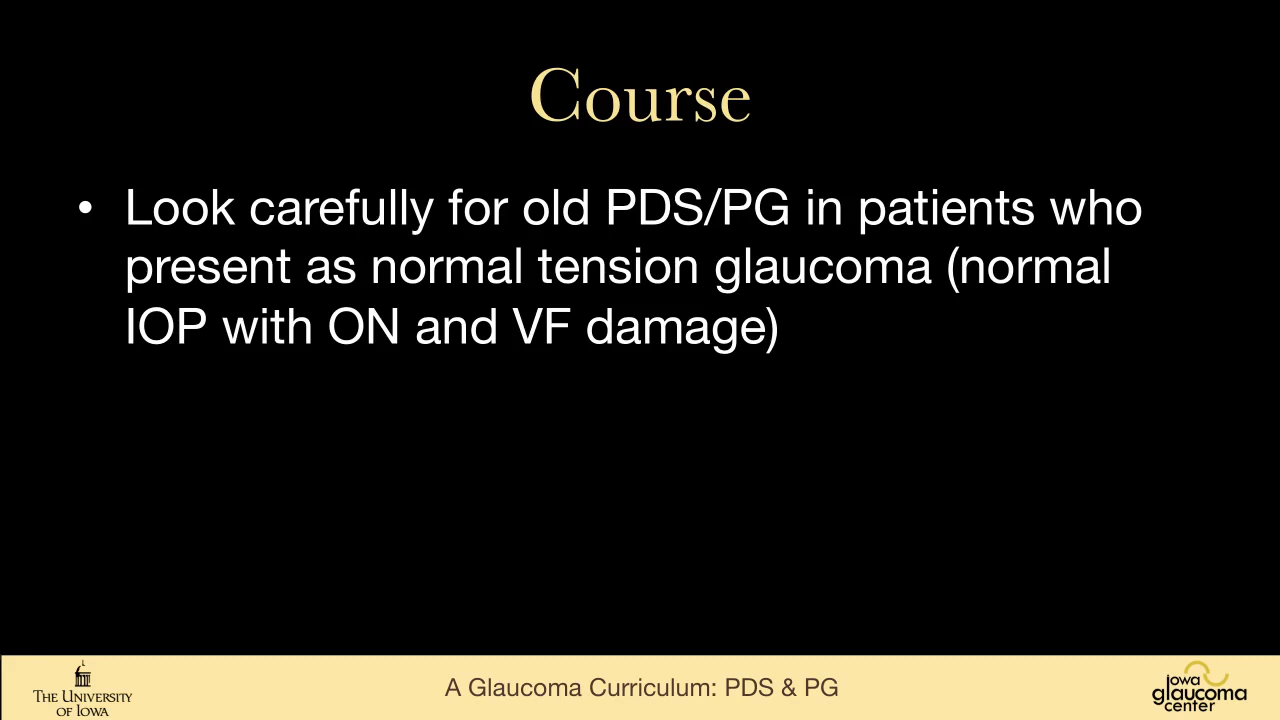 Course
• Look carefully for old PDS/PG in patients who
present as normal tension glaucoma (normal
IOP with ON and VF damage)
THE UNIVERSITY
OF IOWA
A Glaucoma Curriculum: PDS & PG
iowa
glaucoma
center